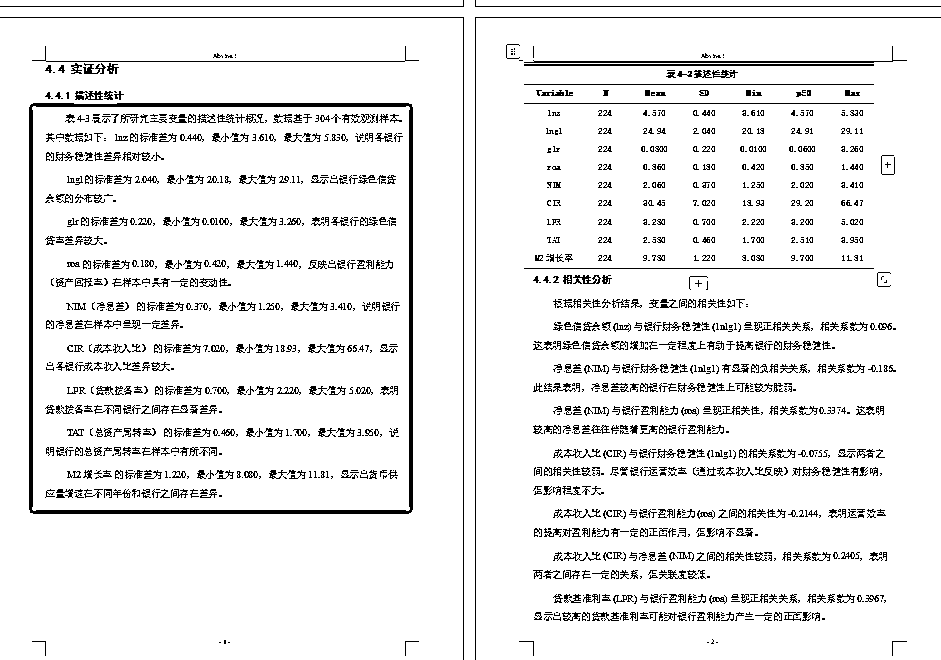 4.4 实证分析
4.4.1 描述性统计
表 4-3 展示了所研究主要变量的描述性统计概况，数据基于 304 个有效观测样本。
其中数据如下： lnz 的标准差为 0.440，最小值为 3.610，最大值为 5.830，说明各银行
的财务稳健性差异相对较小。
lngl 的标准差为 2.040，最小值为 20.18，最大值为 29.11，显示出银行绿色信贷
余额的分布较广。
glr 的标准差为 0.220，最小值为 0.0100，最大值为 3.260，表明各银行的绿色信
贷率差异较大。
roa 的标准差为 0.180，最小值为 0.420，最大值为 1.440，反映出银行盈利能力
（资产回报率）在样本中具有一定的变动性。
NIM（净息差） 的标准差为 0.370，最小值为 1.250，最大值为 3.410，说明银行
的净息差在样本中呈现一定差异。
CIR（成本收入比） 的标准差为 7.020，最小值为 18.93，最大值为 66.47，显示
出各银行成本收入比差异较大。
LPR（贷款拨备率） 的标准差为 0.700，最小值为 2.220，最大值为 5.020，表明
贷款拨备率在不同银行之间存在显著差异。
TAT（总资产周转率） 的标准差为 0.460，最小值为 1.700，最大值为 3.950，说
明银行的总资产周转率在样本中有所不同。
M2 增长率 的标准差为 1.220，最小值为 8.080，最大值为 11.81，显示出货币供
应量增速在不同年份和银行之间存在差异。
表 4-2 描述性统计
Variable N Mean SD Min p50 Max
lnz 224 4.570 0.440 3.610 4.570 5.830
lngl 224 24.94 2.040 20.18 24.91 29.11
glr 224 0.0800 0.220 0.0100 0.0600 3.260
roa 224 0.860 0.180 0.420 0.850 1.440
NIM 224 2.060 0.370 1.250 2.020 3.410
CIR 224 30.45 7.020 18.93 29.20 66.47
LPR 224 3.280 0.700 2.220 3.200 5.020
TAT 224 2.580 0.460 1.700 2.510 3.950
M2 增长率 224 9.780 1.220 8.080 9.700 11.81
4.4.2 相关性分析
根据相关性分析结果，变量之间的相关性如下：
绿色信贷余额 (lnz) 与银行财务稳健性 (lnlg1) 呈现正相关关系，相关系数为 0.096。
这表明绿色信贷余额的增加在一定程度上有助于提高银行的财务稳健性。
净息差 (NIM) 与银行财务稳健性 (lnlg1) 有显著的负相关关系，相关系数为 -0.186。
此结果表明，净息差较高的银行在财务稳健性上可能较为脆弱。
净息差 (NIM) 与银行盈利能力 (roa) 呈现正相关性，相关系数为 0.3374。这表明
较高的净息差往往伴随着更高的银行盈利能力。
成本收入比 (CIR) 与银行财务稳健性 (lnlg1) 的相关系数为 -0.0755，显示两者之
间的相关性较弱。尽管银行运营效率（通过成本收入比反映）对财务稳健性有影响，
但影响程度不大。
成本收入比 (CIR) 与银行盈利能力 (roa) 之间的相关性为 -0.2144，表明运营效率
的提高对盈利能力有一定的正面作用，但影响不显著。
成本收入比 (CIR) 与净息差 (NIM) 之间的相关性较弱，相关系数为 0.2405，表明
两者之间存在一定的关系，但关联度较低。
贷款基准利率 (LPR) 与银行盈利能力 (roa) 呈现正相关关系，相关系数为 0.3967，
显示出较高的贷款基准利率可能对银行盈利能力产生一定的正面影响。
- 2 -